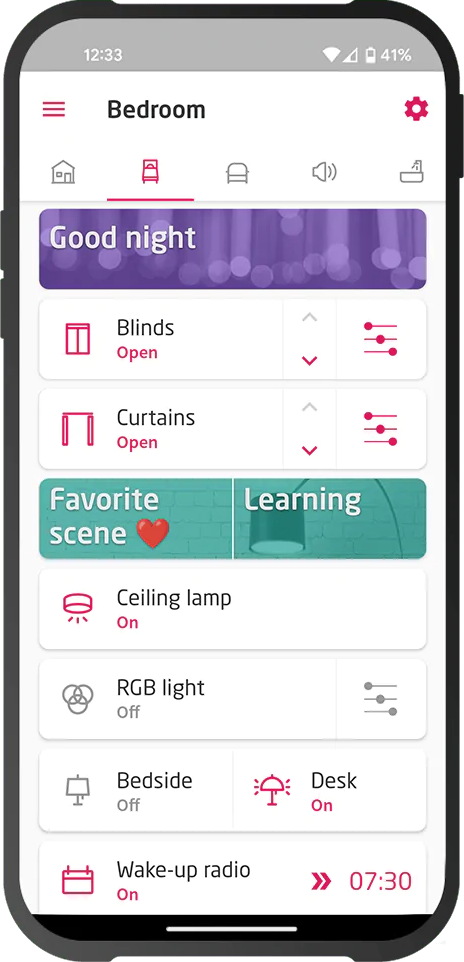 12:33 41%
Bedroom
Good night
Blinds
Open
Curtains
Open
Favorite
scene ❤️
Learning
Ceiling lamp
On
RGB light
Off
Bedside
Off
Desk
On
Wake-up radio
On
07:30